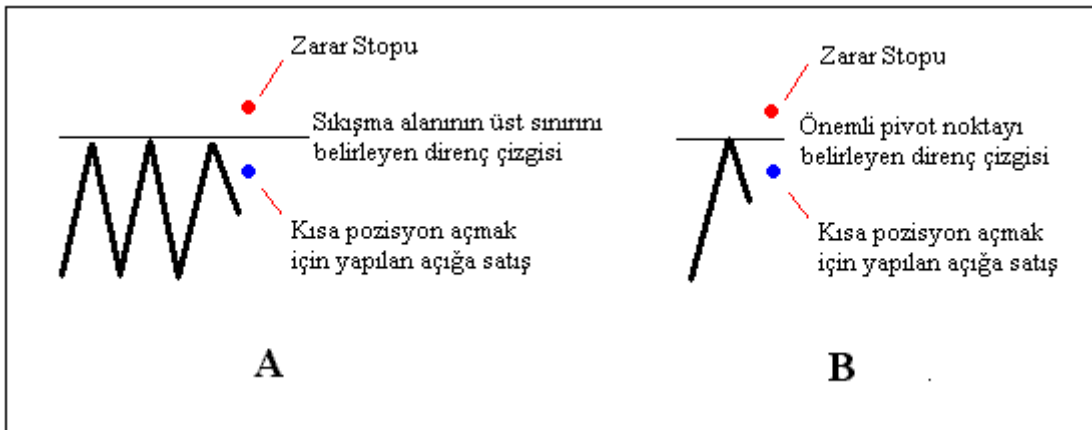 Zarar Stopu
Sıkışma alanının üst sınırını
belirleyen direnç çizgisi
Kısa pozisyon açmak
için yapılan açığa satış
A
Zarar Stopu
Önemli pivot noktayı
belirleyen direnç çizgisi
Kısa pozisyon açmak
için yapılan açığa satış
B